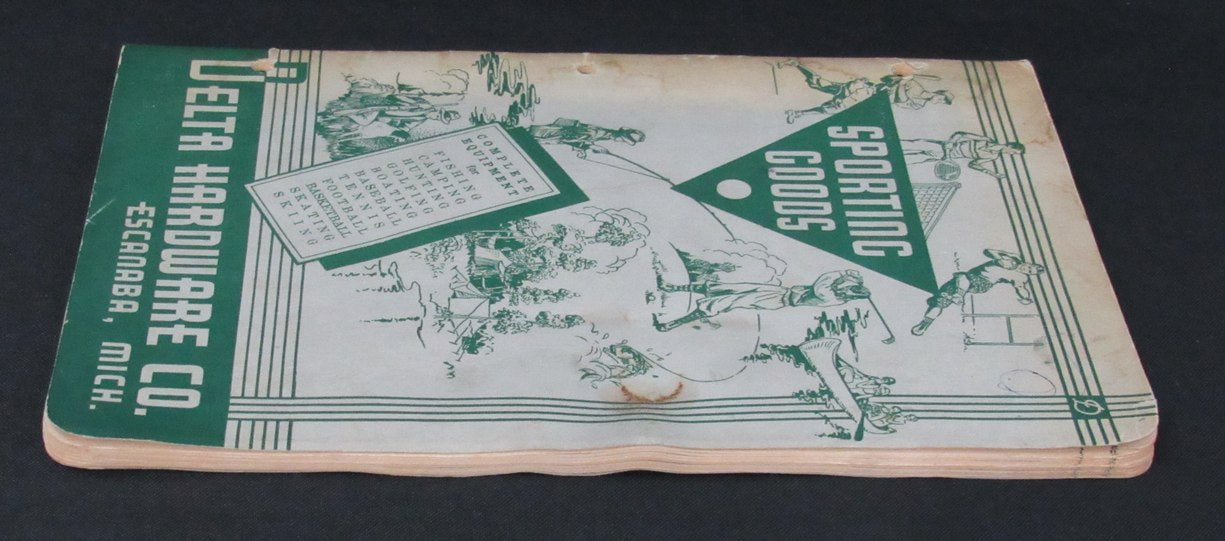 SPORTING
GOODS
COMPLETE
EQUIPMENT
for
FISHING
CAMPING
HUNTING
GOLFING
BOATING
BASEBALL
TENNIS
FOOTBALL
BASKETBALL
SKATING
SKIING
DELTA HARDWARE CO.
ESCANABA, MICH.